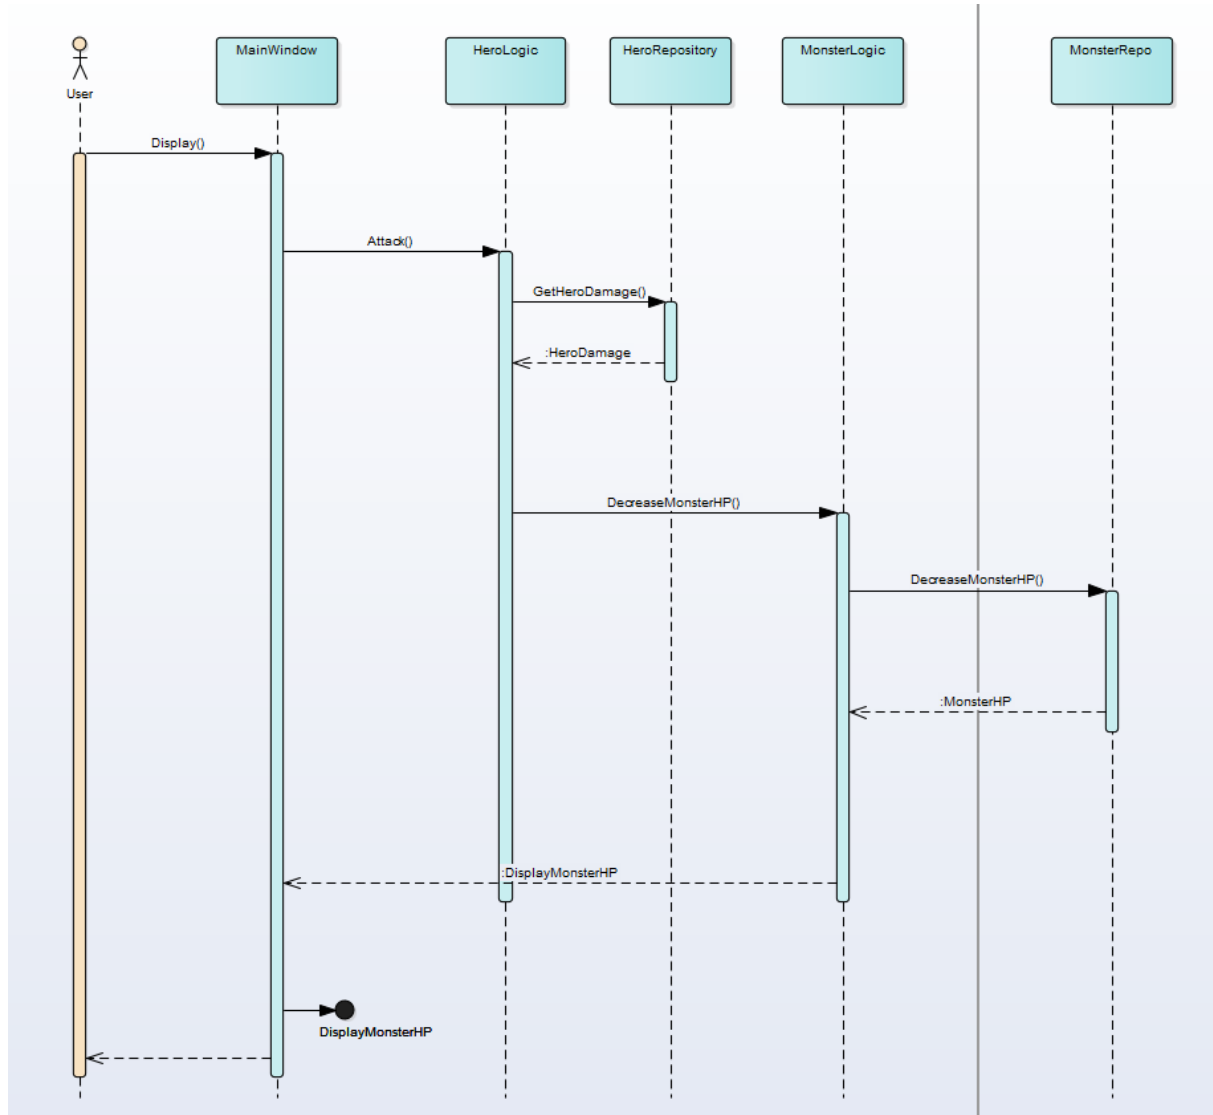 MainWindow
HeroLogic
HeroRepository
MonsterLogic
MonsterRepo
User
Display()
Attack()
GetHeroDamage()
:HeroDamage
DecreaseMonsterHP()
DecreaseMonsterHP()
:MonsterHP
:DisplayMonsterHP
DisplayMonsterHP